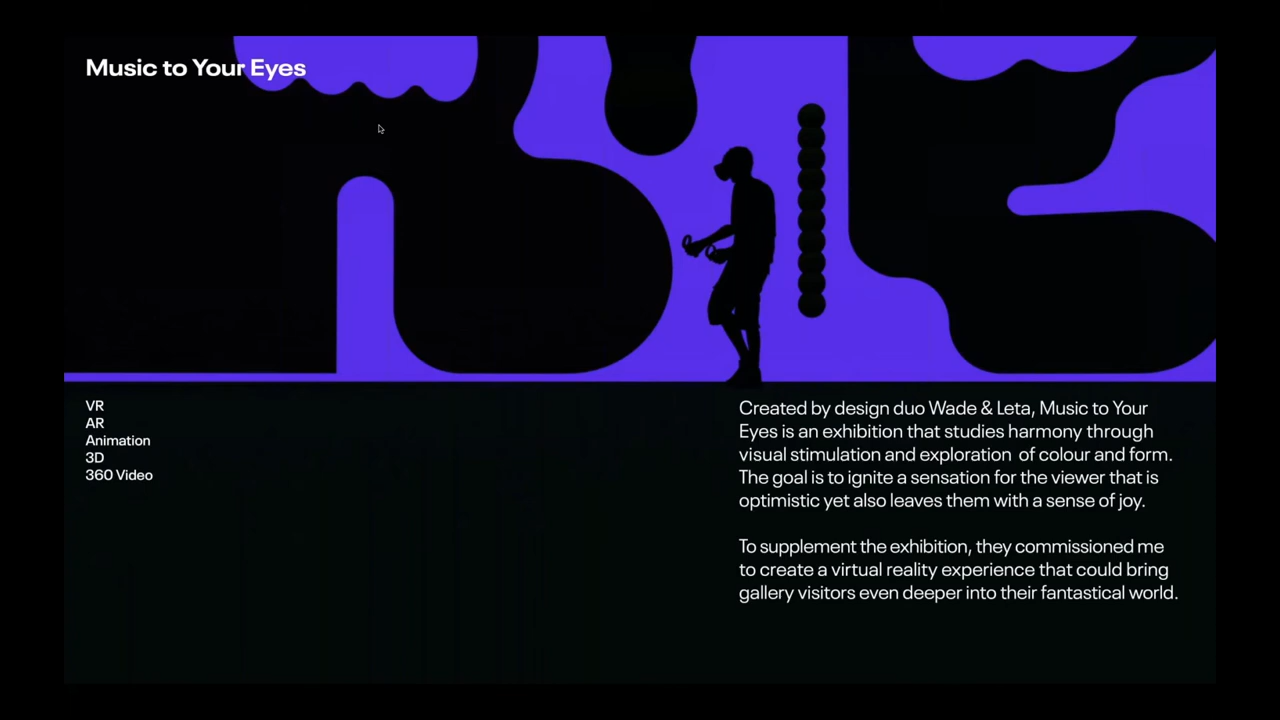 Music to Your Eyes
VR
AR
Animation
3D
360 Video
Created by design duo Wade & Leta, Music to Your
Eyes is an exhibition that studies harmony through
visual stimulation and exploration of colour and form.
The goal is to ignite a sensation for the viewer that is
optimistic yet also leaves them with a sense of joy.
To supplement the exhibition, they commissioned me
to create a virtual reality experience that could bring
gallery visitors even deeper into their fantastical world.